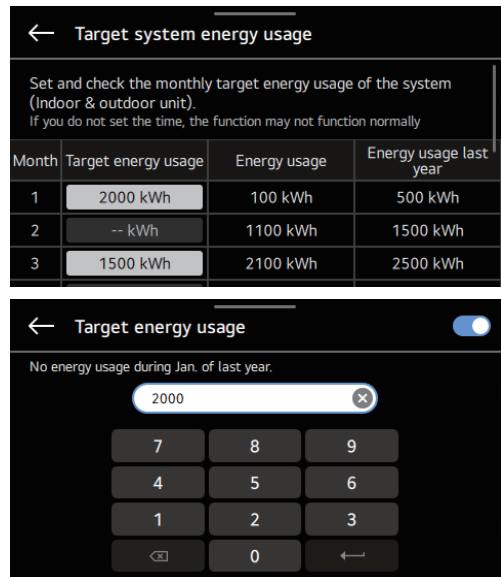 Target system energy usage
Set and check the monthly target energy usage of the system
(Indoor & outdoor unit).
If you do not set the time, the function may not function normally
Month Target energy usage Energy usage Energy usage last
year
1 2000 kWh 100 kWh 500 kWh
2 -- kWh 1100 kWh 1500 kWh
3 1500 kWh 2100 kWh 2500 kWh
Target energy usage
No energy usage during Jan. of last year.
2000
7 8 9
4 5 6
1 2 3
0